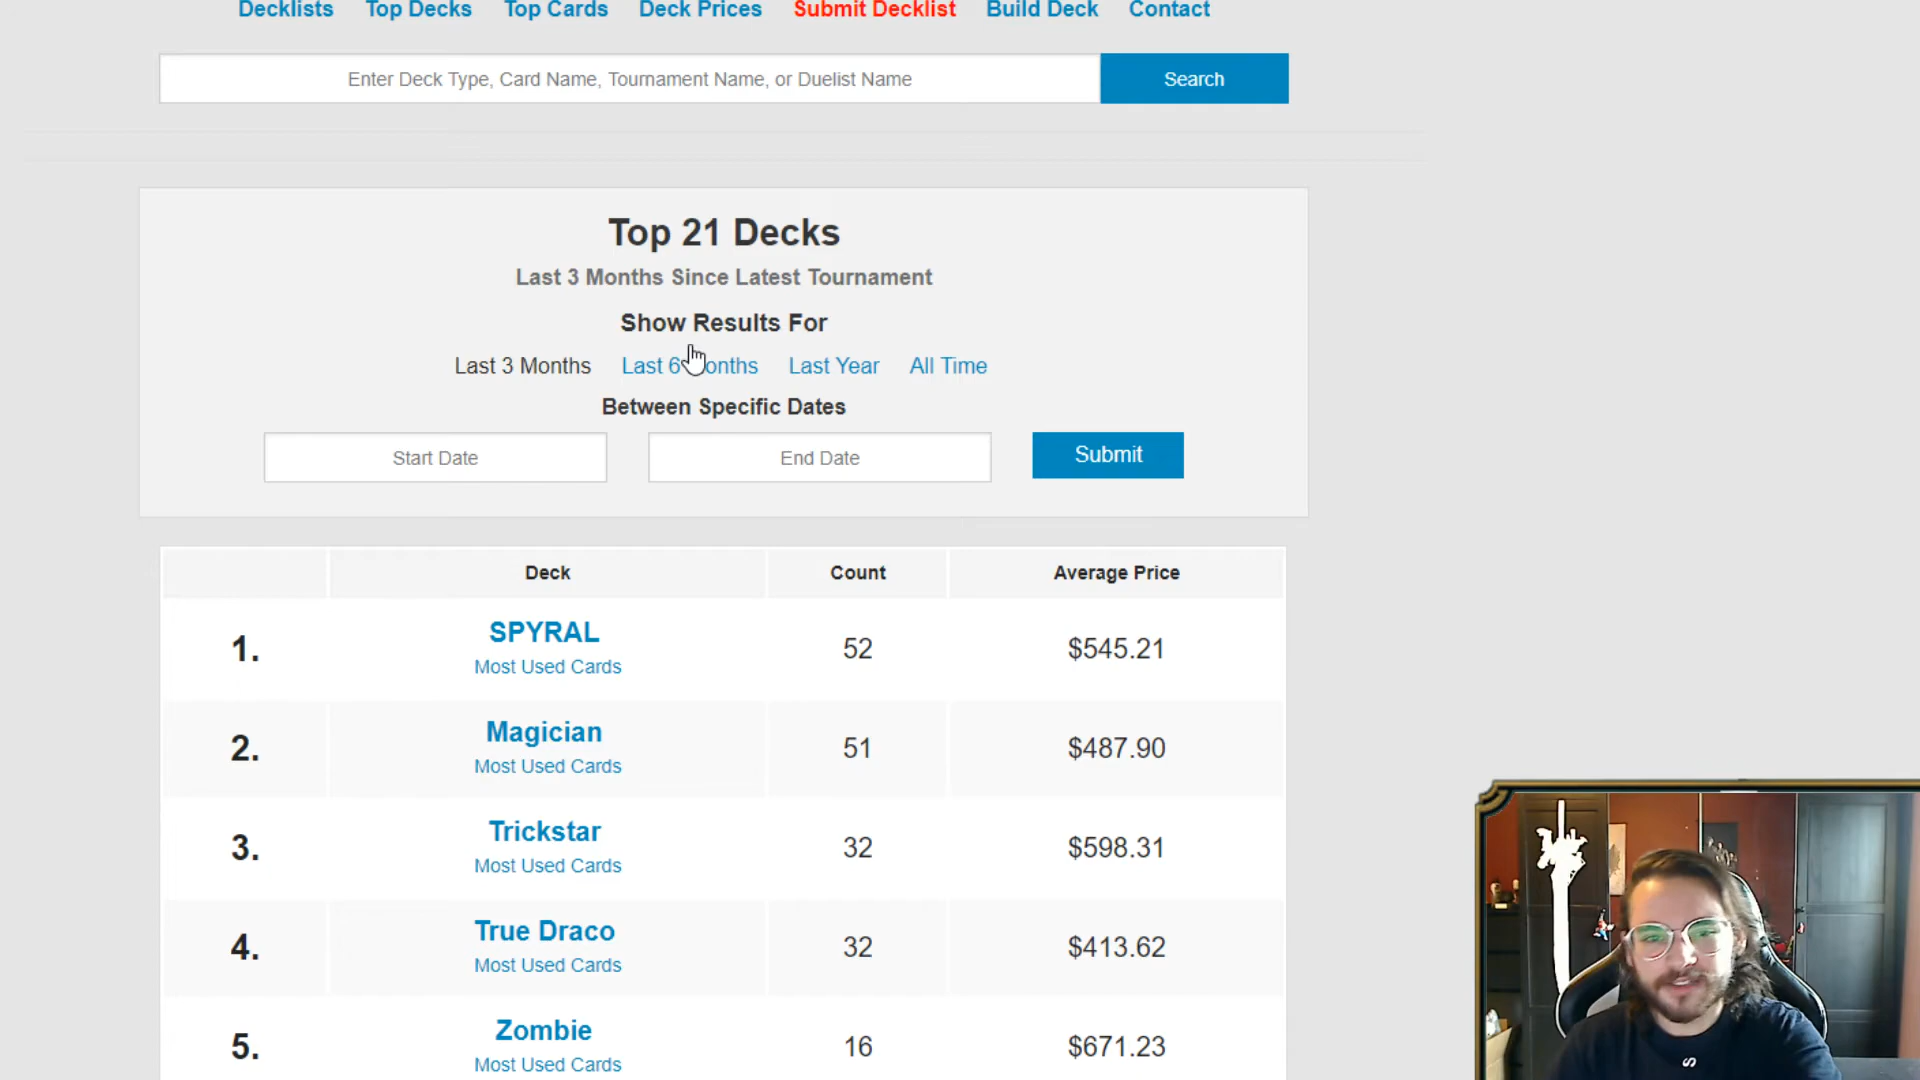 Decklists Top Decks Top Cards Deck Prices Submit Decklist Build Deck Contact
Enter Deck Type, Card Name, Tournament Name, or Duelist Name Search
Top 21 Decks
Last 3 Months Since Latest Tournament
Show Results For
Last 3 Months Last 6 Months Last Year All Time
Between Specific Dates
Start Date End Date Submit
Deck Count Average Price
1. SPYRAL 52 $545.21
Most Used Cards
2. Magician 51 $487.90
Most Used Cards
3. Trickstar 32 $598.31
Most Used Cards
4. True Draco 32 $413.62
Most Used Cards
5. Zombie 16 $671.23
Most Used Cards